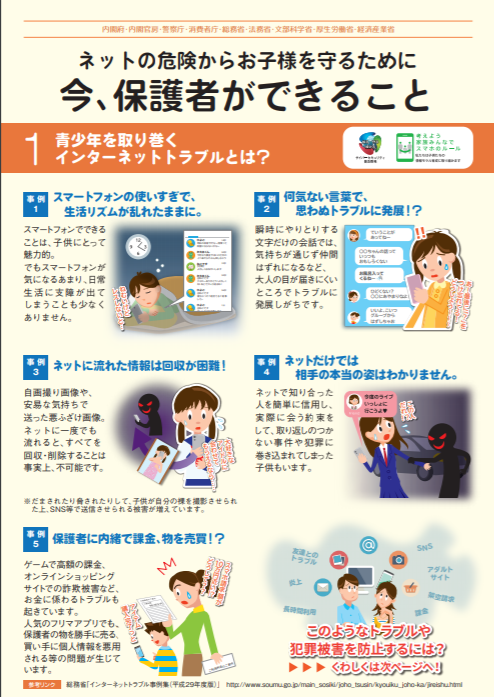 内閣府・内閣官房・警察庁・消費者庁・総務省・法務省・文部科学省・厚生労働省・経済産業省
ネットの危険からお子様を守るために
今、保護者ができること
1
青少年を取り巻く
インターネットトラブルとは?
サイバーセキュリティ
考えよう
家族みんなで
スマホのルール
事例
1
スマートフォンの使いすぎで、
生活リズムが乱れたままに。
スマートフォンでできる
ことは、子供にとって
魅力的。
でもスマートフォンが
気になるあまり、日常
生活に支障が出て
しまうことも少なく
ありません。
事例
2
何気ない言葉で、
思わぬトラブルに発展!?
瞬時にやりとりする
文字だけの会話では、
気持ちが通じず仲間
はずれになるなど、
大人の目が届きにくい
ところでトラブルに
発展しがちです。
事例
3
ネットに流れた情報は回収が困難!
自画撮り画像や、
安易な気持ちで
送った悪ふざけ画像。
ネットに一度でも
流れると、すべてを
回収・削除することは
事実上、不可能です。
※だまされたり脅されたりして、子供が自分の裸を撮影させられ
た上、SNS等で送信させられる被害が増えています。
事例
4
ネットだけでは
相手の本当の姿はわかりません。
ネットで知り合った
人を簡単に信用し、
実際に会う約束を
して、取り返しのつか
ない事件や犯罪に
巻き込まれてしまった
子供もいます。
今度のライブ
いっしょに
行こうよ♥
事例
5
保護者に内緒で課金、物を売買!?
ゲームで高額の課金、
オンラインショッピング
サイトでの詐欺被害など、
お金に係わるトラブルも
起きています。
人気のフリマアプリでも、
保護者の物を勝手に売る、
買い手に個人情報を悪用
される等の問題が生じて
います。
友達との
トラブル
SNS
アダルト
サイト
炎上
架空請求
長時間利用
課金
このようなトラブルや
犯罪被害を防止するには?
▶▶▶くわしくは次ページへ!
参考リンク
総務省「インターネットトラブル事例集(平成29年度版)」 http://www.soumu.go.jp/main_sosiki/joho_tsusin/kyouiku_joho-ka/jireishu.html